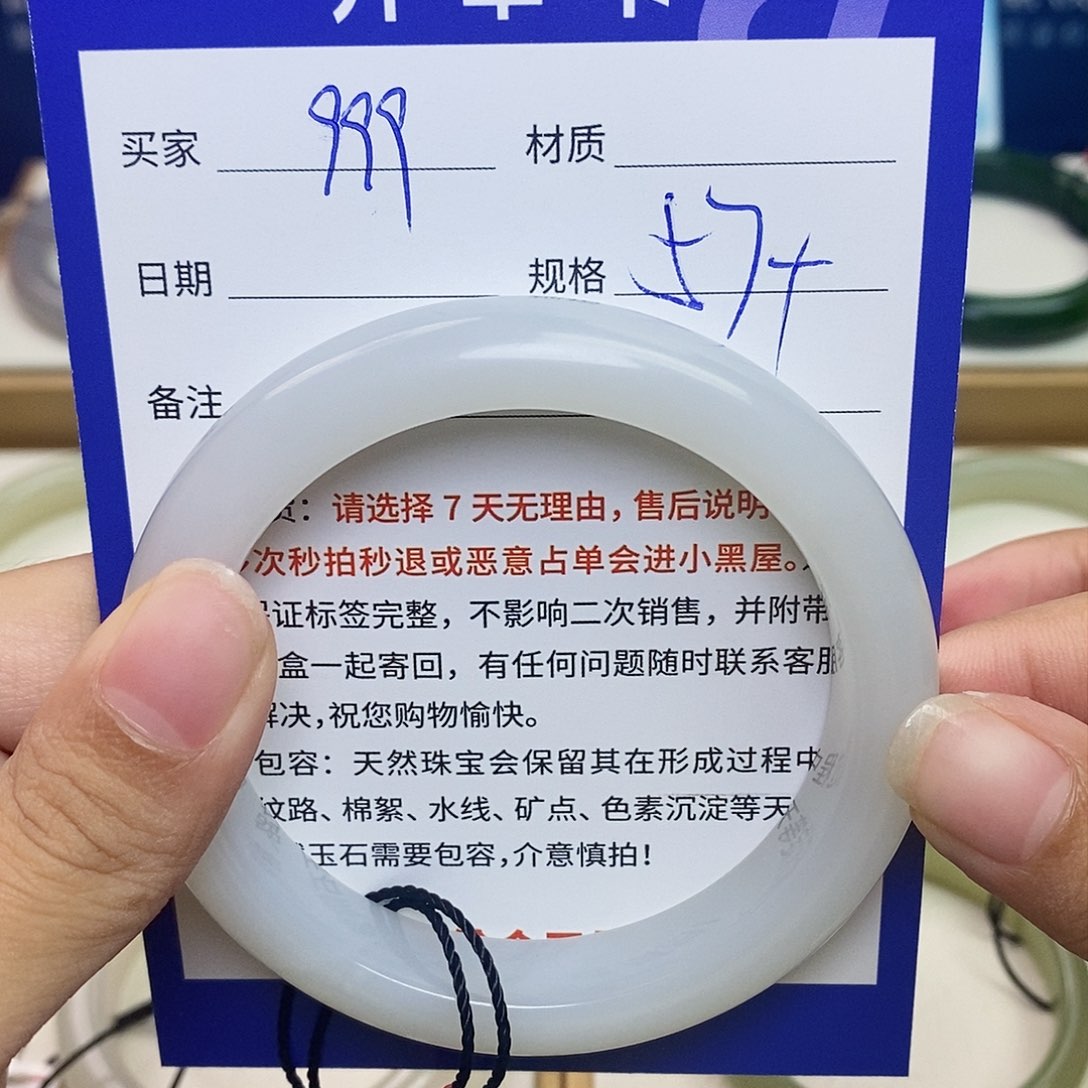 买家 999 材质
日期 规格 57+
备注
货：请选择 7 天无理由，售后说明
次秒拍秒退或恶意占单会进小黑屋。
证标签完整，不影响二次销售，并附带
盒一起寄回，有任何问题随时联系客服
解决，祝您购物愉快。
包容：天然珠宝会保留其在形成过程中
纹路、棉絮、水线、矿点、色素沉淀等天
玉石需要包容，介意慎拍！